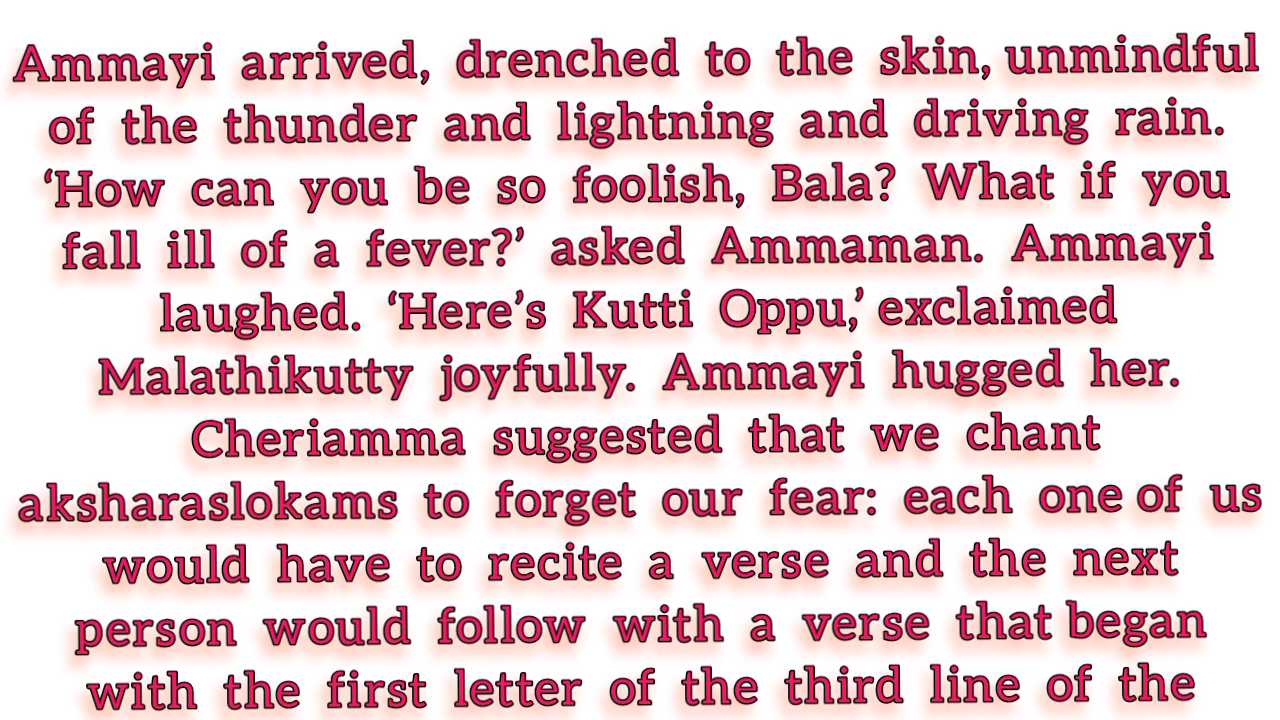 Ammayi arrived, drenched to the skin, unmindful
of the thunder and lightning and driving rain.
‘How can you be so foolish, Bala? What if you
fall ill of a fever?’ asked Ammaman. Ammayi
laughed. ‘Here’s Kutti Oppu,’ exclaimed
Malathikutty joyfully. Ammayi hugged her.
Cheriamma suggested that we chant
aksharaslokams to forget our fear: each one of us
would have to recite a verse and the next
person would follow with a verse that began
with the first letter of the third line of the